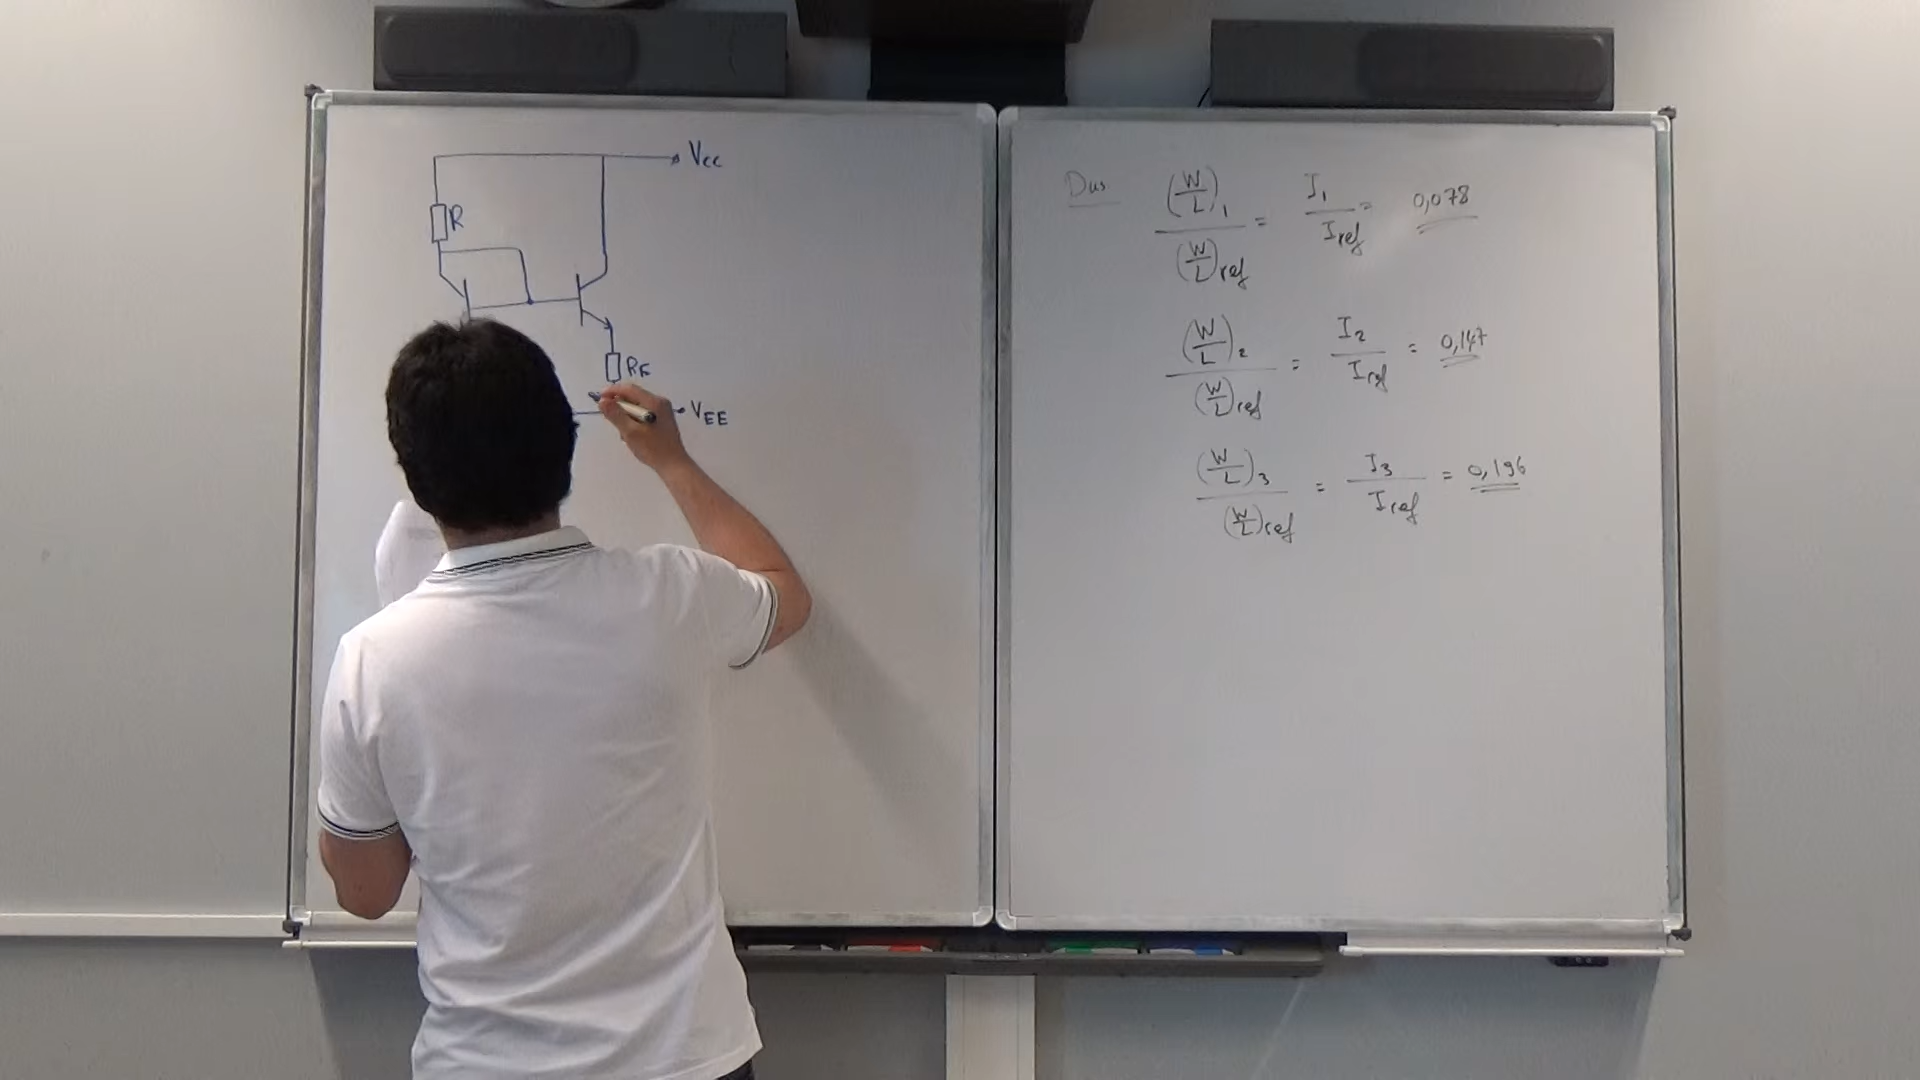 Vcc
R
RE
VEE
Dus (W/L)1 / (W/L)ref = I1 / Iref = 0,078
(W/L)2 / (W/L)ref = I2 / Iref = 0,147
(W/L)3 / (W/L)ref = I3 / Iref = 0,196